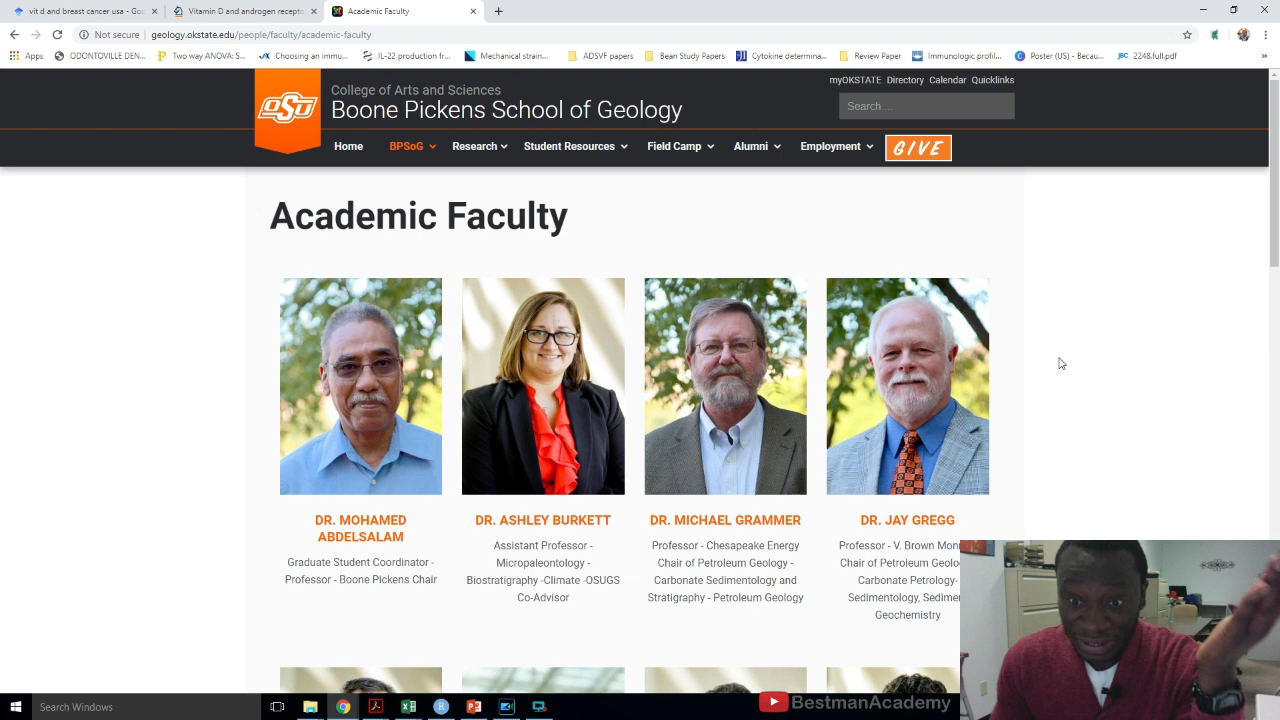 vit d and breast cancer usa - Goo
Vitamin D and androgen recepto
Academic Faculty
Not secure
geology.okstate.edu/people/faculty/academic-faculty
Apps
ODONTOVILLE DEN...
Two way ANOVA: S...
Choosing an immu...
IL-22 production fr...
Mechanical strain...
ADSVF papers
Bean Study Papers
Cytokine determina...
Review Paper
Immunologic profil...
Poster (US) - Becau...
JBC 2248.full.pdf
myOKSTATE Directory Calendar Quicklinks
OSU
College of Arts and Sciences
Boone Pickens School of Geology
Search ...
Home BPSoG Research Student Resources Field Camp Alumni Employment GIVE
Academic Faculty
DR. MOHAMED
ABDELSALAM
Graduate Student Coordinator -
Professor - Boone Pickens Chair
DR. ASHLEY BURKETT
Assistant Professor -
Micropaleontology -
Biostratigraphy -Climate -OSUGS
Co-Advisor
DR. MICHAEL GRAMMER
Professor - Chesapeake Energy
Chair of Petroleum Geology -
Carbonate Sedimentology and
Stratigraphy - Petroleum Geology
DR. JAY GREGG
Professor - V. Brown Mon
Chair of Petroleum Geolo
Carbonate Petrology-
Sedimentology, Sedime
Geochemistry
Search Windows
BestmanAcademy